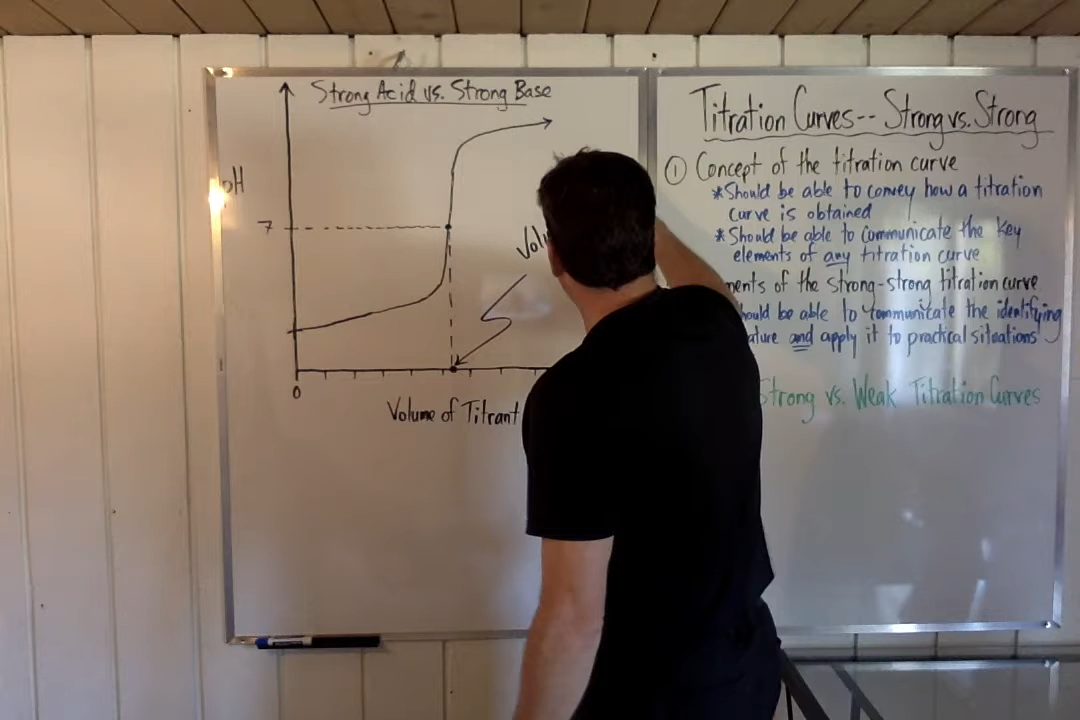 Strong Acid vs. Strong Base
pH
7
0
Volume of Titrant
Titration Curves-- Strong vs. Strong
① Concept of the titration curve
*Should be able to convey how a titration
curve is obtained
*Should be able to communicate the key
elements of any titration curve
of the strong-strong titration curve
be able to communicate the identifying
and apply it to practical situations
Strong vs. Weak Titration Curves